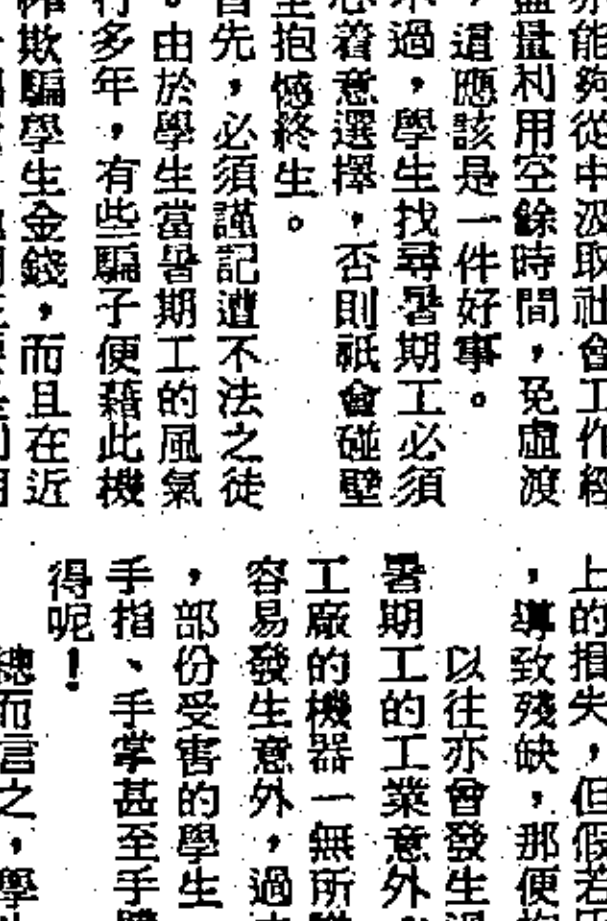 亦能夠從中汲取社會工作經
盡量利用空餘時間，免虛渡
，這應該是一件好事。
不過，學生找尋暑期工必須
着意選擇，否則祇會碰壁
至抱憾終生。
首先，必須謹記遭不法之徒
。由於學生當暑期工的風氣
行多年，有些騙子便藉此機
欺騙學生金錢，而且在近
上的損失，但假若
，導致殘缺，那便
以往亦曾發生過
暑期工的工業意外
工廠的機器一無所
容易發生意外，過
，部份受害的學生
手指、手掌甚至手臂
得呢！
總而言之，學生